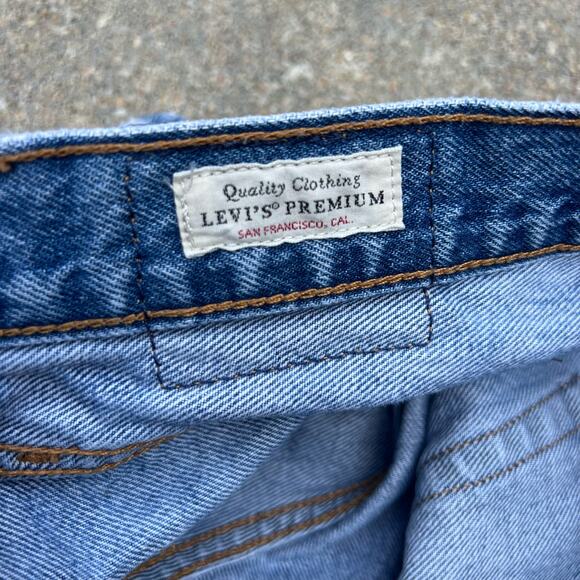 Quality Clothing
LEVI'S® PREMIUM
SAN FRANCISCO, CAL.